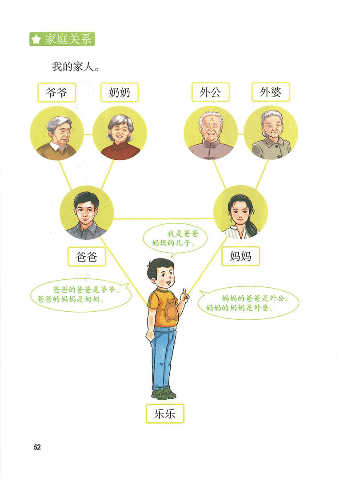 家庭关系
我的家人。
爷爷 奶奶 外公 外婆
爸爸 妈妈
我是爸爸
妈妈的儿子。
爸爸的爸爸是爷爷，
爸爸的妈妈是奶奶。
妈妈的爸爸是外公，
妈妈的妈妈是外婆。
乐乐
62